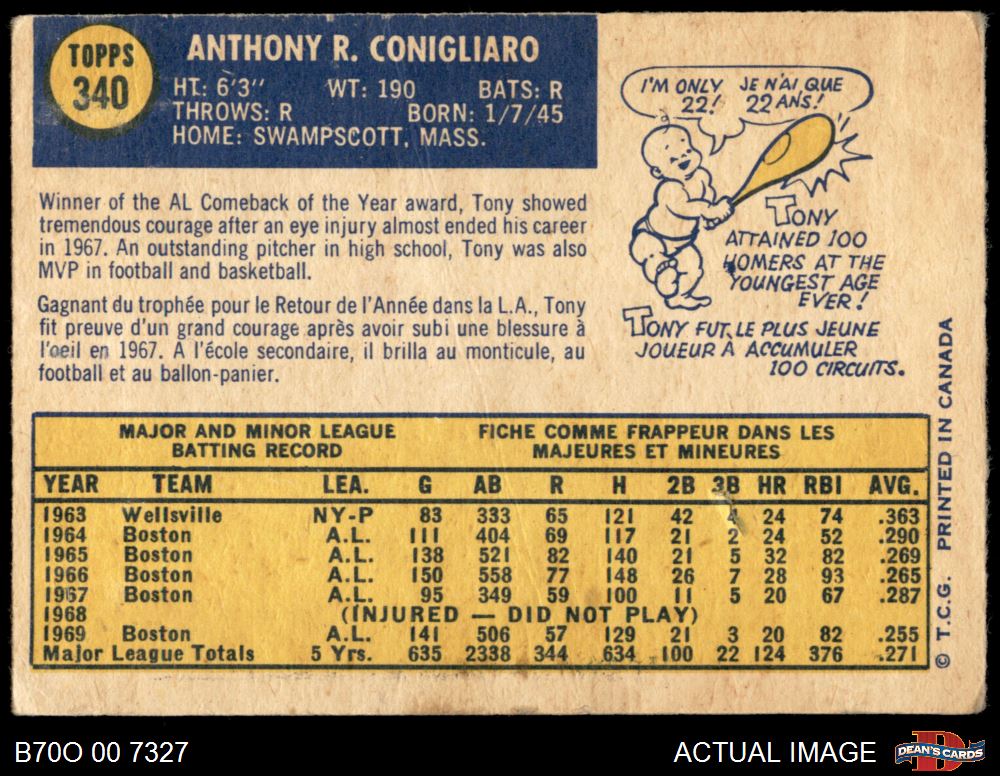 TOPPS
340
ANTHONY R. CONIGLIARO
HT: 6'3" WT: 190 BATS: R
THROWS: R BORN: 1/7/45
HOME: SWAMPSCOTT, MASS.
I'M ONLY 22! JE N'AI QUE 22 ANS!
TONY
ATTAINED 100
HOMERS AT THE
YOUNGEST AGE
EVER!
TONY FUT LE PLUS JEUNE
JOUEUR À ACCUMULER
100 CIRCUITS.
Winner of the AL Comeback of the Year award, Tony showed
tremendous courage after an eye injury almost ended his career
in 1967. An outstanding pitcher in high school, Tony was also
MVP in football and basketball.
Gagnant du trophée pour le Retour de l'Année dans la L.A., Tony
fit preuve d'un grand courage après avoir subi une blessure à
l'oeil en 1967. A l'école secondaire, il brilla au monticule, au
football et au ballon-panier.
MAJOR AND MINOR LEAGUE
BATTING RECORD
FICHE COMME FRAPPEUR DANS LES
MAJEURES ET MINEURES
YEAR TEAM LEA. G AB R H 2B 3B HR RBI AVG.
1963 Wellsville NY-P 83 333 65 121 42 4 24 74 .363
1964 Boston A.L. 111 404 69 117 21 2 24 52 .290
1965 Boston A.L. 138 521 82 140 21 5 32 82 .269
1966 Boston A.L. 150 558 77 148 26 7 28 93 .265
1967 Boston A.L. 95 349 59 100 11 5 20 67 .287
1968 (INJURED — DID NOT PLAY)
1969 Boston A.L. 141 506 57 129 21 3 20 82 .255
Major League Totals 5 Yrs. 635 2338 344 634 100 22 124 376 .271
© T.C.G. PRINTED IN CANADA
B70O 00 7327
ACTUAL IMAGE
DEAN'S CARDS